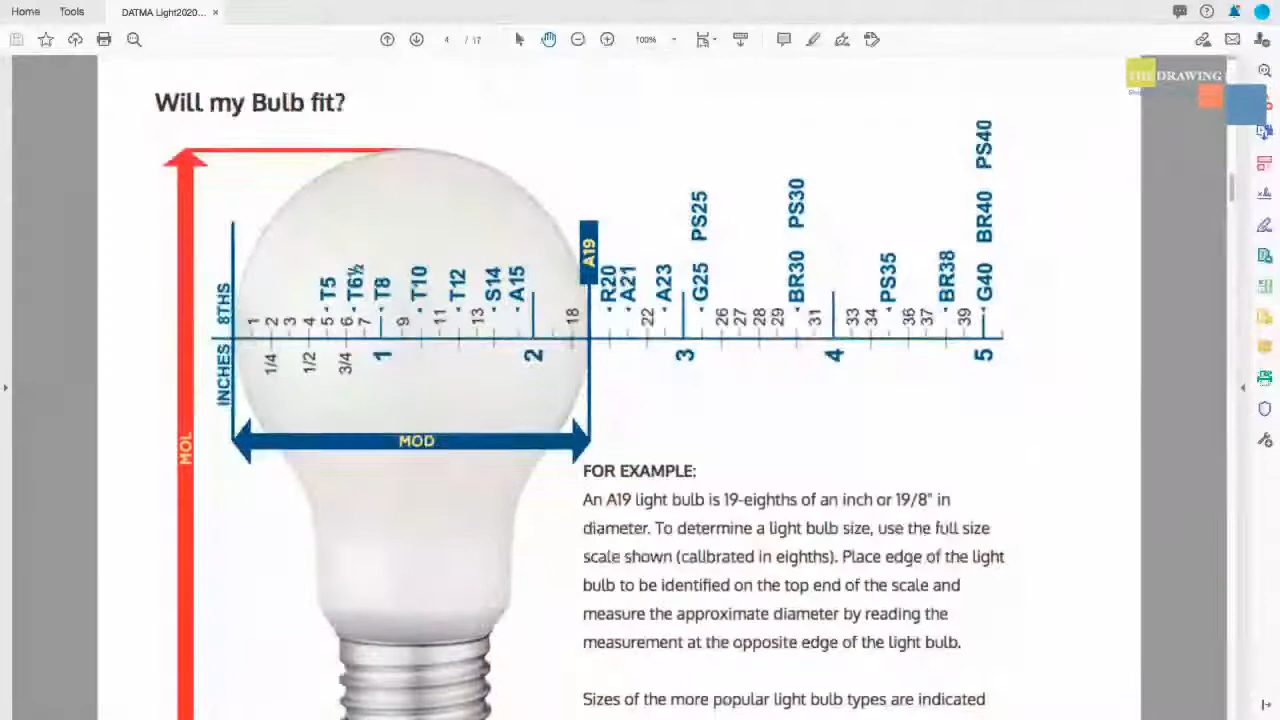 Home Tools DATMA Light2020... ×
4 / 17 100%
THE DRAWING
Will my Bulb fit?
8THS
1 2 3 4 5 T5 6 T6½ 7 T8 9 T10 11 T12 13 S14 A15 18 A19 R20 A21 22 A23 G25 PS25 26 27 28 29 BR30 PS30 31 33 34 PS35 36 37 BR38 39 G40 BR40 PS40
INCHES
1/4 1/2 3/4 1 2 3 4 5
MOL
MOD
FOR EXAMPLE:
An A19 light bulb is 19-eighths of an inch or 19/8" in
diameter. To determine a light bulb size, use the full size
scale shown (callbrated in eighths). Place edge of the light
bulb to be identified on the top end of the scale and
measure the approximate diameter by reading the
measurement at the opposite edge of the light bulb.
Sizes of the more popular light bulb types are indicated